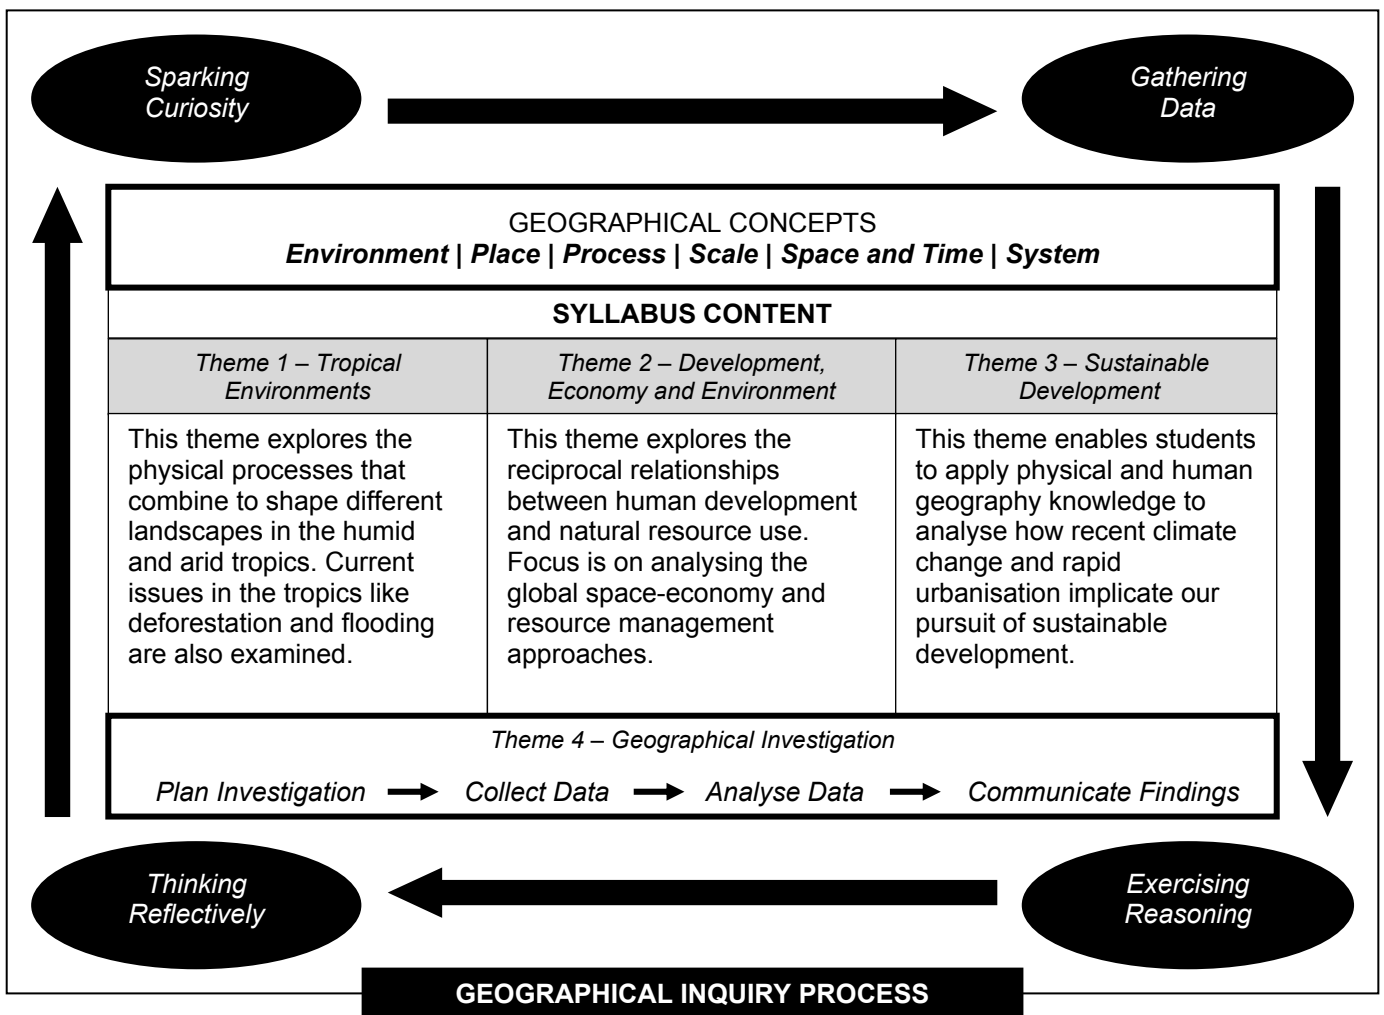 Sparking
Curiosity
Gathering
Data
GEOGRAPHICAL CONCEPTS
Environment | Place | Process | Scale | Space and Time | System
SYLLABUS CONTENT
Theme 1 – Tropical
Environments
This theme explores the
physical processes that
combine to shape different
landscapes in the humid
and arid tropics. Current
issues in the tropics like
deforestation and flooding
are also examined.
Theme 2 – Development,
Economy and Environment
This theme explores the
reciprocal relationships
between human development
and natural resource use.
Focus is on analysing the
global space-economy and
resource management
approaches.
Theme 3 – Sustainable
Development
This theme enables students
to apply physical and human
geography knowledge to
analyse how recent climate
change and rapid
urbanisation implicate our
pursuit of sustainable
development.
Theme 4 – Geographical Investigation
Plan Investigation Collect Data Analyse Data Communicate Findings
Thinking
Reflectively
Exercising
Reasoning
GEOGRAPHICAL INQUIRY PROCESS